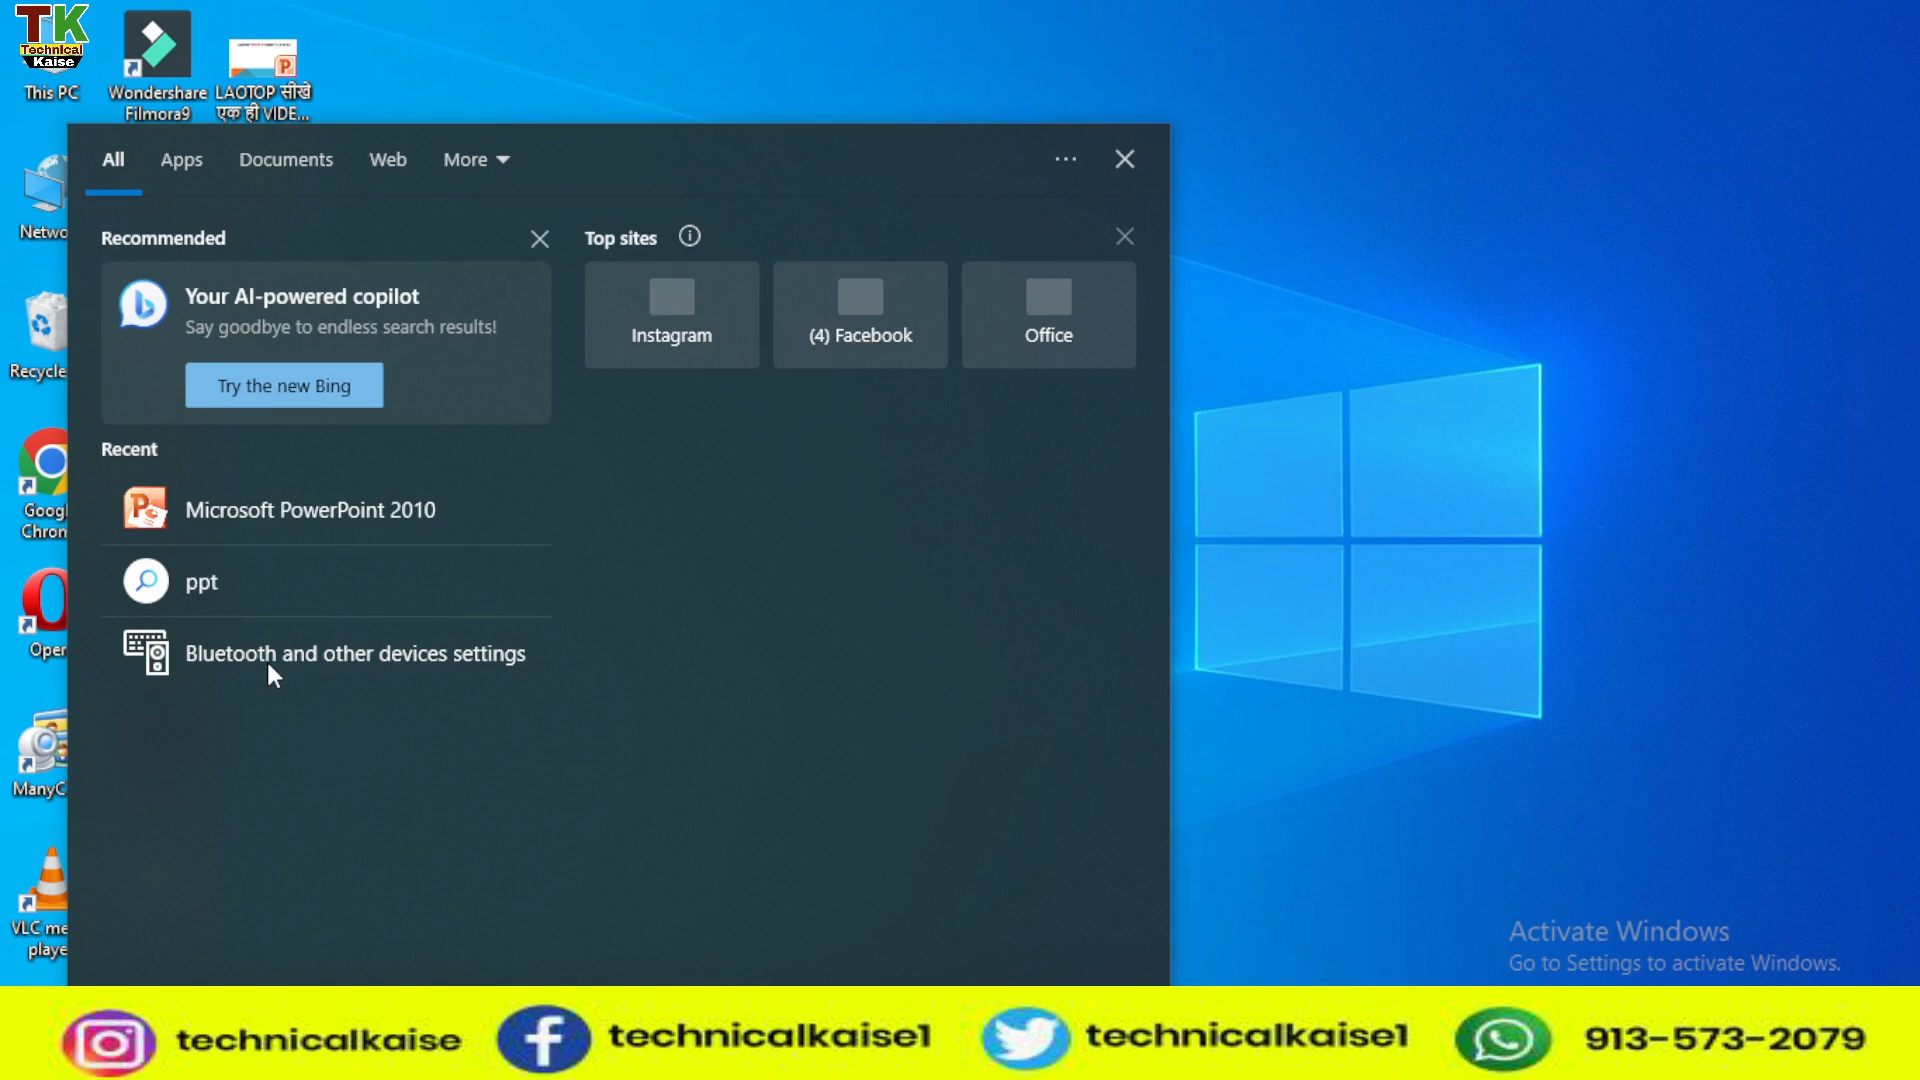 TK
Technical
Kaise
This PC
Wondershare
Filmora9
LAOTOP सीखे
एक ही VIDE...
All
Apps
Documents
Web
More
Netwo
Recycle
Googl
Chrom
Oper
ManyC
VLC me
playe
Recommended
Your AI-powered copilot
Say goodbye to endless search results!
Try the new Bing
Top sites
Instagram
(4) Facebook
Office
Recent
Microsoft PowerPoint 2010
ppt
Bluetooth and other devices settings
Activate Windows
Go to Settings to activate Windows.
technicalkaise
technicalkaise1
technicalkaise1
913-573-2079